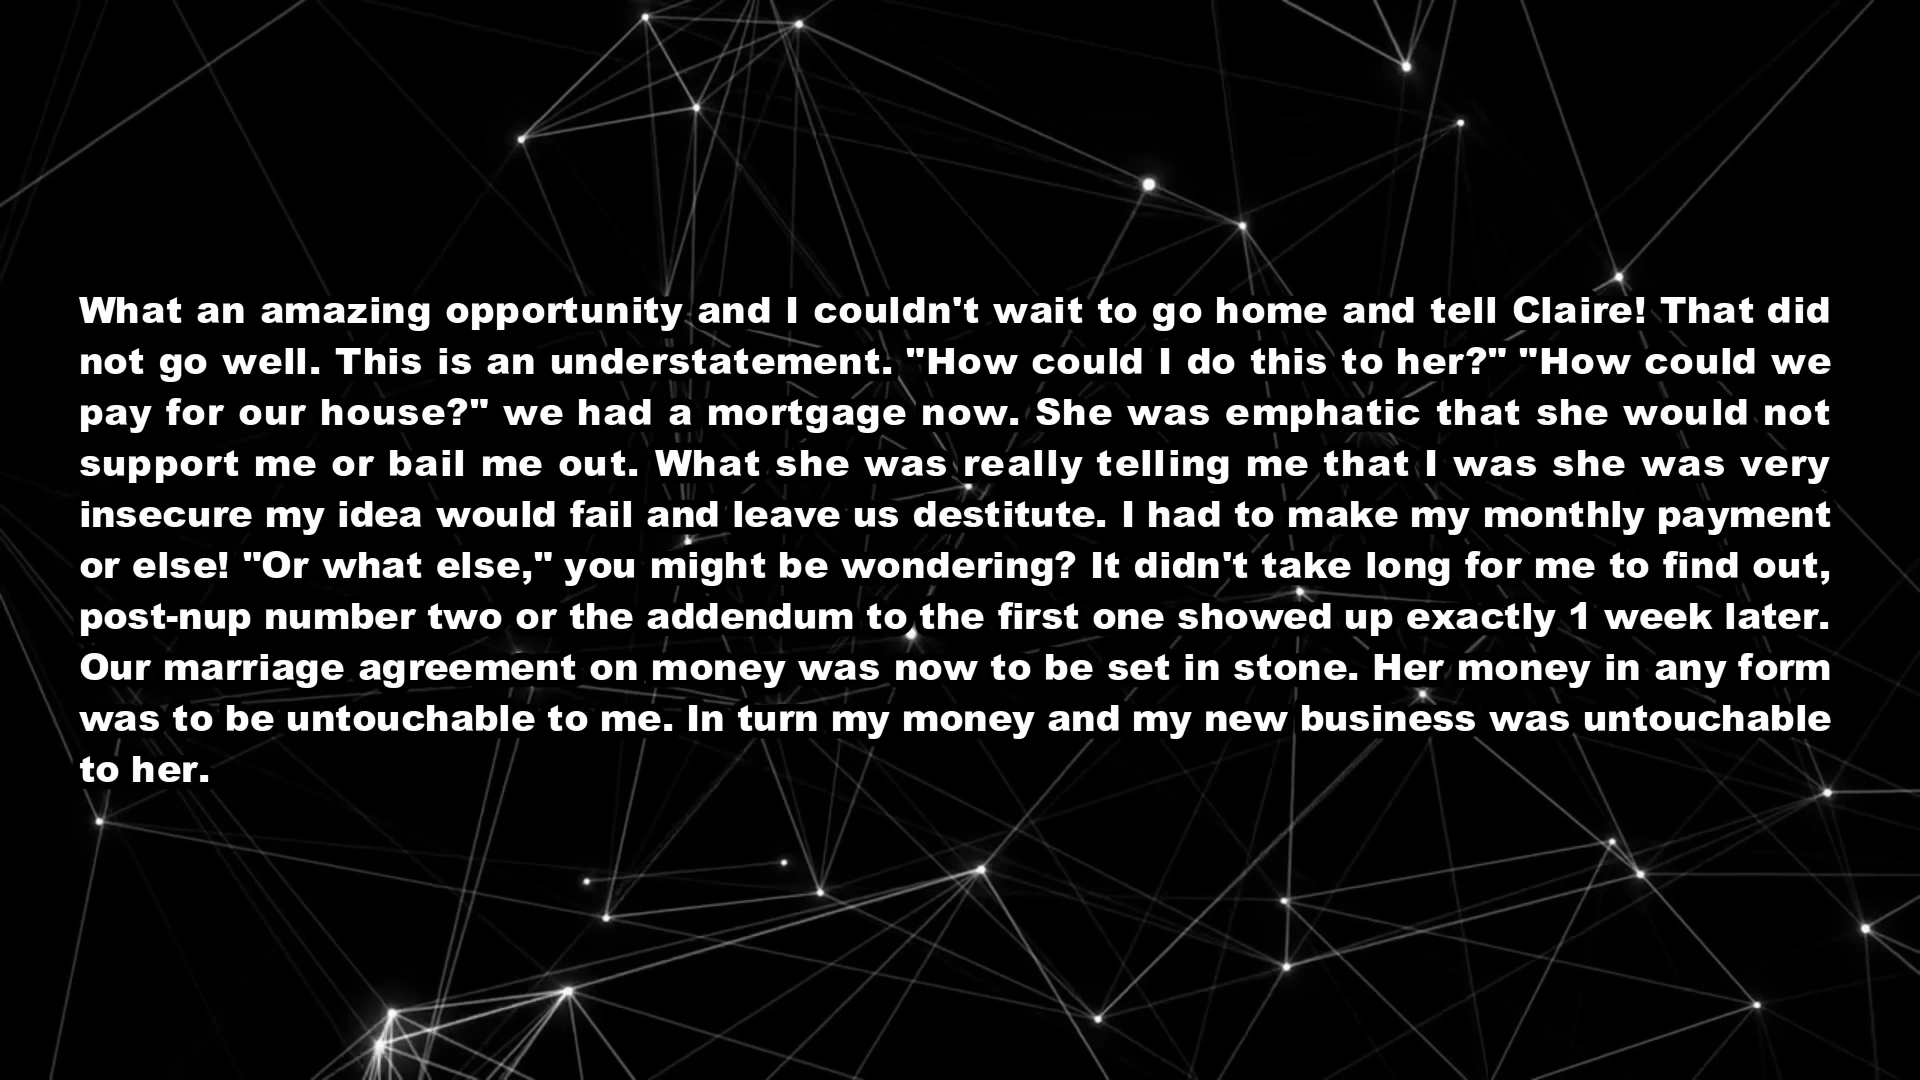 What an amazing opportunity and I couldn't wait to go home and tell Claire! That did
not go well. This is an understatement. "How could I do this to her?" "How could we
pay for our house?" we had a mortgage now. She was emphatic that she would not
support me or bail me out. What she was really telling me that I was she was very
insecure my idea would fail and leave us destitute. I had to make my monthly payment
or else! "Or what else," you might be wondering? It didn't take long for me to find out,
post-nup number two or the addendum to the first one showed up exactly 1 week later.
Our marriage agreement on money was now to be set in stone. Her money in any form
was to be untouchable to me. In turn my money and my new business was untouchable
to her.